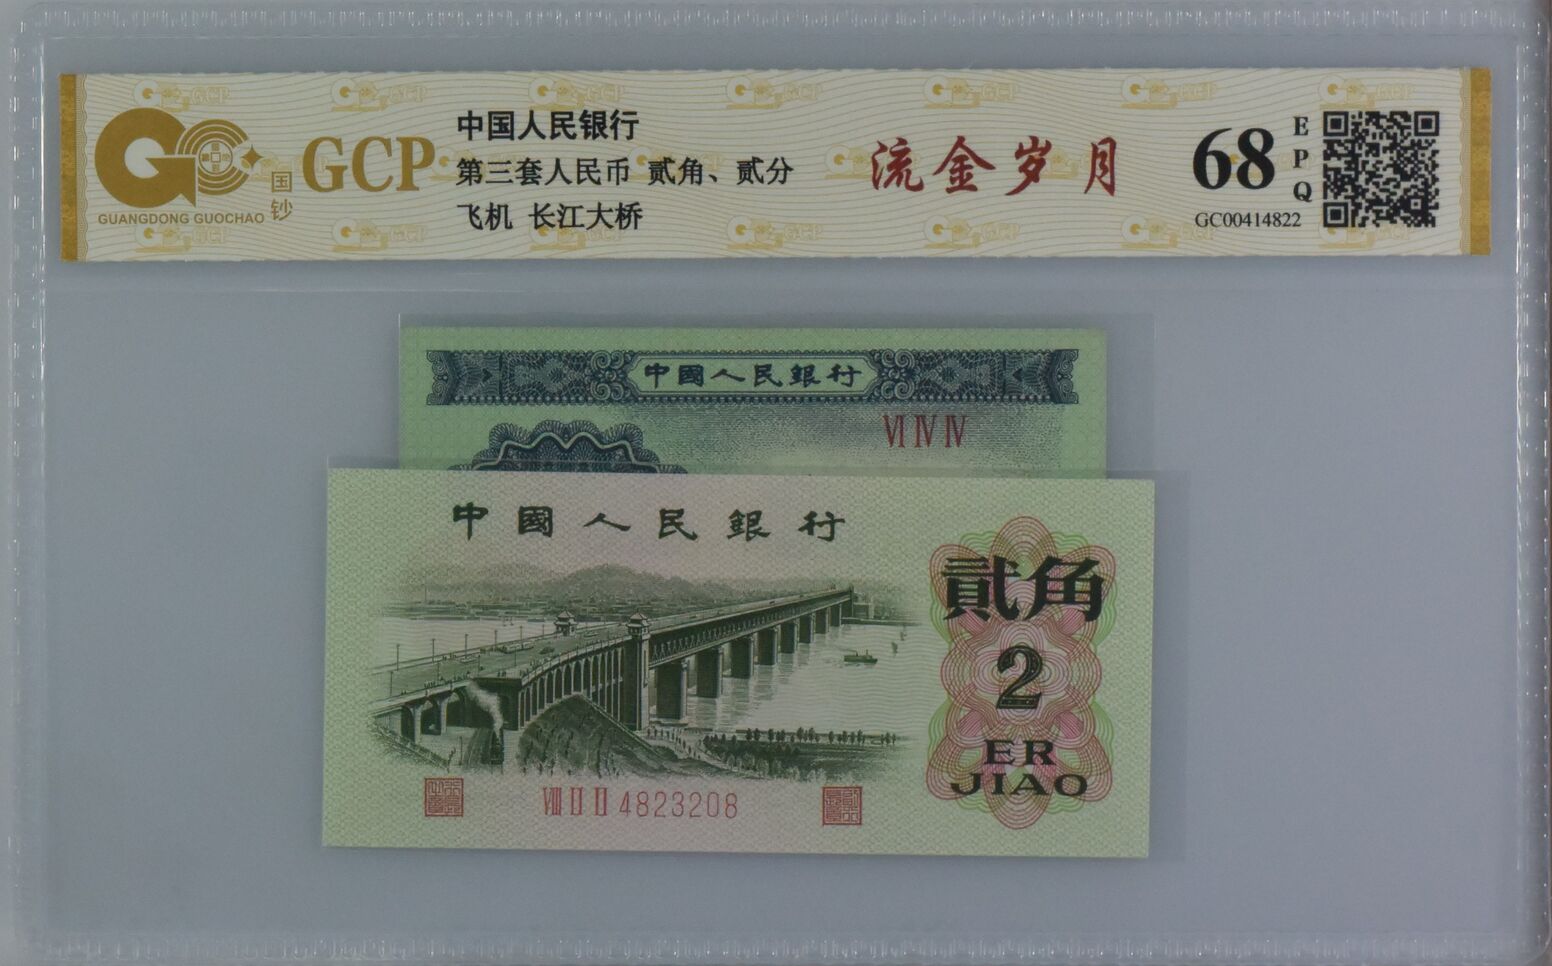 GUANGDONG GUOCHAO
国钞
GCP
中国人民银行
第三套人民币 贰角、贰分
飞机 长江大桥
流金岁月
68
EPQ
GC00414822
中國人民銀行
Ⅵ Ⅳ Ⅳ
中國人民銀行
貳角
2
ER
JIAO
Ⅷ Ⅱ Ⅱ 4823208